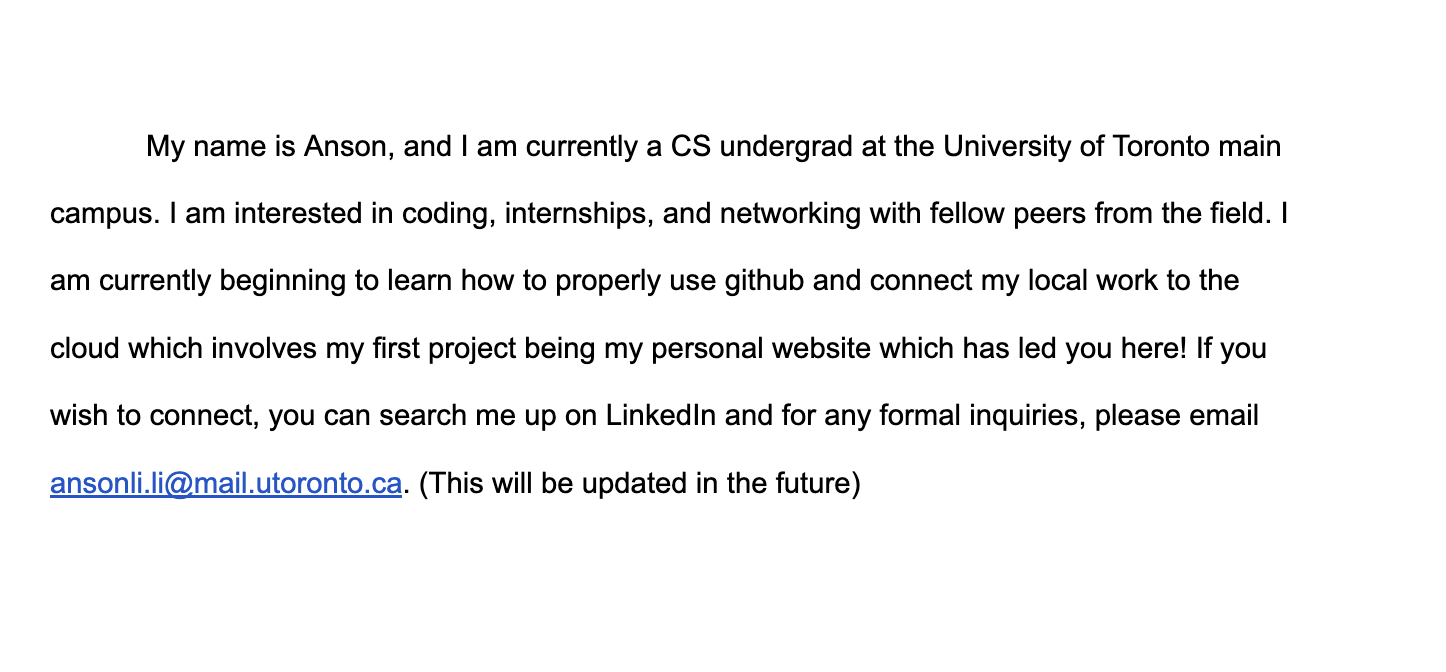 My name is Anson, and I am currently a CS undergrad at the University of Toronto main
campus. I am interested in coding, internships, and networking with fellow peers from the field. I
am currently beginning to learn how to properly use github and connect my local work to the
cloud which involves my first project being my personal website which has led you here! If you
wish to connect, you can search me up on LinkedIn and for any formal inquiries, please email
ansonli.li@mail.utoronto.ca. (This will be updated in the future)